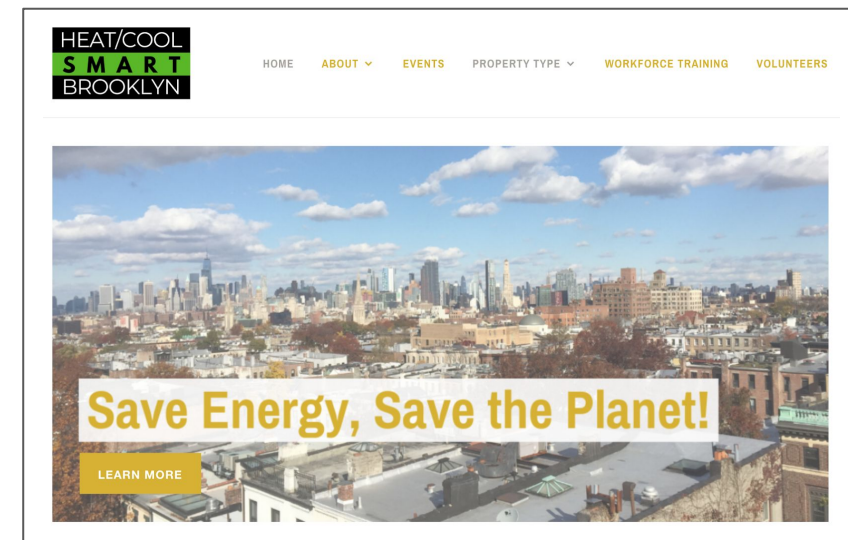 HEAT/COOL
SMART
BROOKLYN
HOME ABOUT EVENTS PROPERTY TYPE WORKFORCE TRAINING VOLUNTEERS
Save Energy, Save the Planet!
LEARN MORE